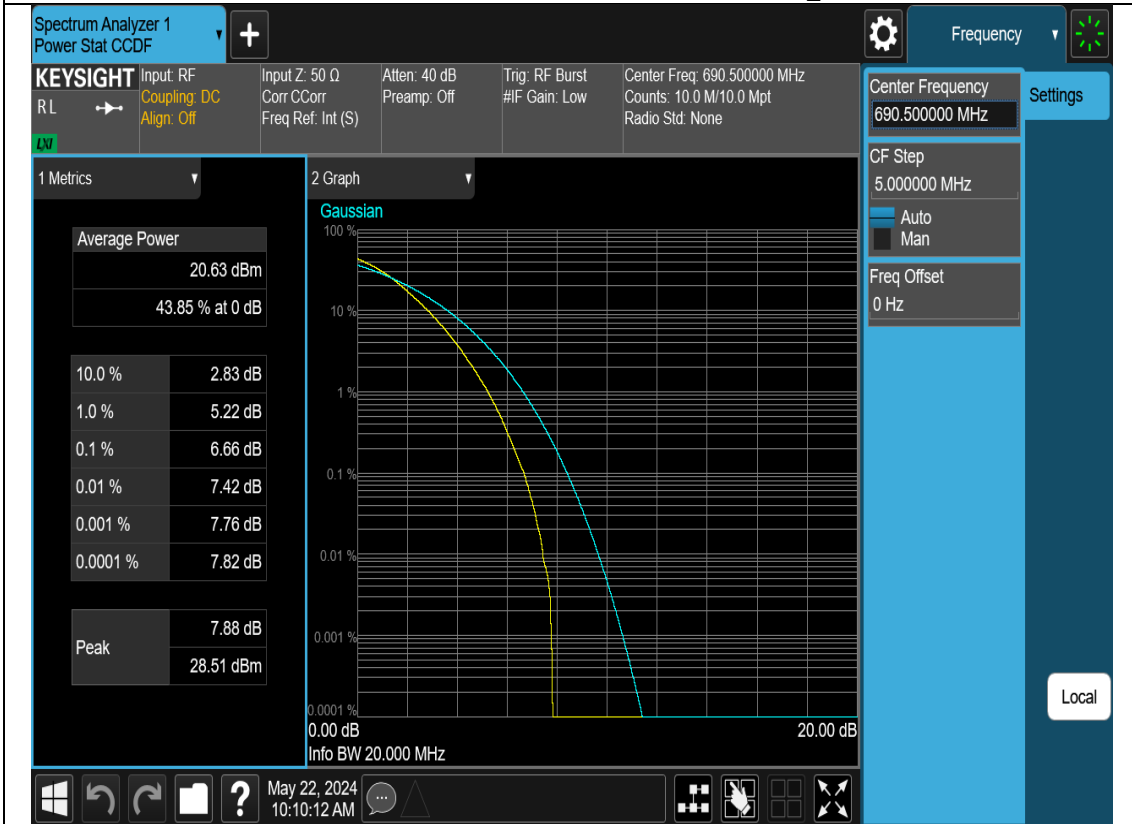 Spectrum Analyzer 1
Power Stat CCDF
+
Frequency
KEYSIGHT
RL
LXI
Input: RF
Coupling: DC
Align: Off
Input Z: 50 Ω
Corr CCorr
Freq Ref: Int (S)
Atten: 40 dB
Preamp: Off
Trig: RF Burst
#IF Gain: Low
Center Freq: 690.500000 MHz
Counts: 10.0 M/10.0 Mpt
Radio Std: None
Center Frequency
690.500000 MHz
Settings
CF Step
5.000000 MHz
Auto
Man
Freq Offset
0 Hz
Local
1 Metrics
Average Power
20.63 dBm
43.85 % at 0 dB
10.0 % 2.83 dB
1.0 % 5.22 dB
0.1 % 6.66 dB
0.01 % 7.42 dB
0.001 % 7.76 dB
0.0001 % 7.82 dB
Peak
7.88 dB
28.51 dBm
2 Graph
Gaussian
100 %
10 %
1 %
0.1 %
0.01 %
0.001 %
0.0001 %
0.00 dB 20.00 dB
Info BW 20.000 MHz
?
May 22, 2024
10:10:12 AM